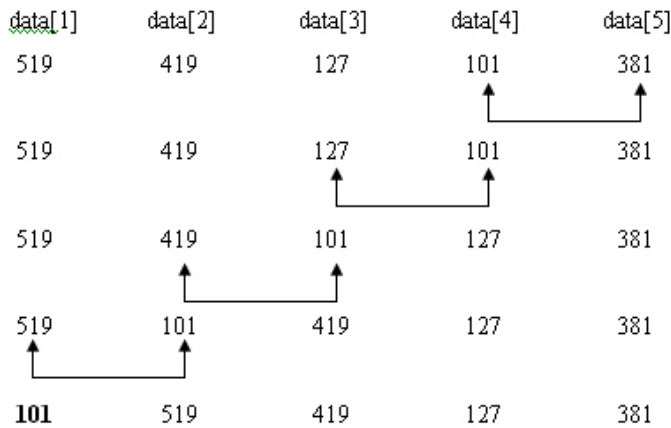 data[1] data[2] data[3] data[4] data[5]
519 419 127 101 381
519 419 127 101 381
519 419 101 127 381
519 101 419 127 381
101 519 419 127 381